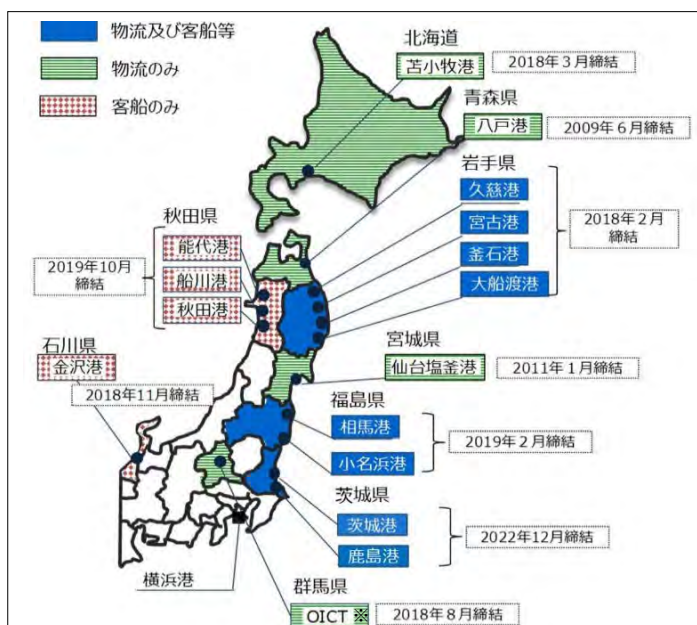 物流及び客船等
物流のみ
客船のみ
北海道
苫小牧港
2018年3月締結
青森県
八戸港
2009年6月締結
岩手県
久慈港
宮古港
釜石港
大船渡港
2018年2月
締結
秋田県
能代港
船川港
秋田港
2019年10月
締結
石川県
金沢港
2018年11月締結
宮城県
仙台塩釜港
2011年1月締結
福島県
相馬港
小名浜港
2019年2月締結
茨城県
茨城港
鹿島港
2022年12月締結
横浜港
群馬県
OICT ※
2018年8月締結